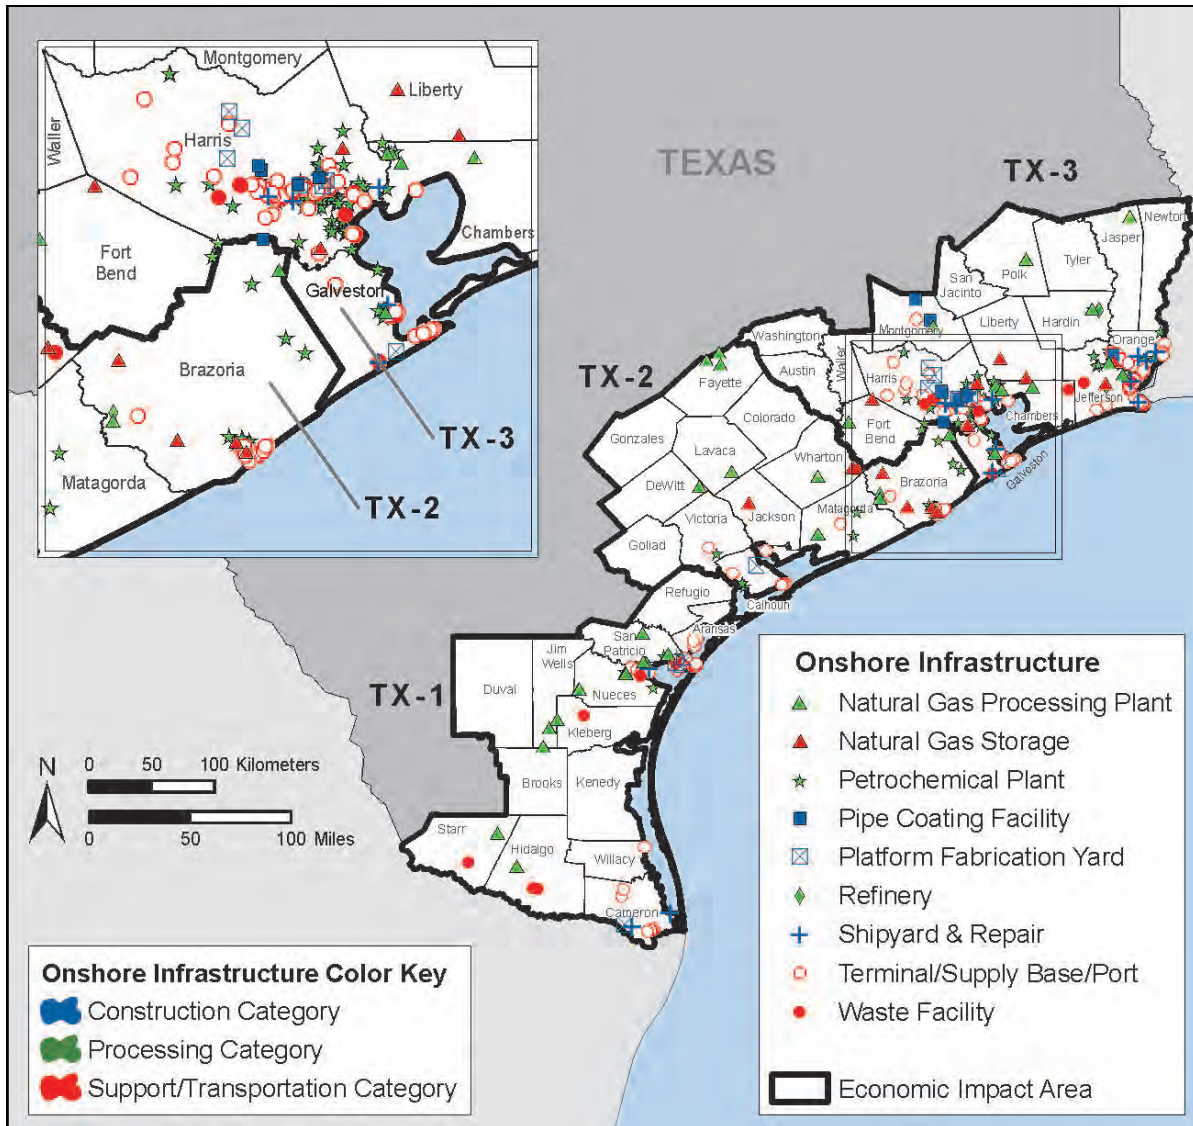 Montgomery
Liberty
Waller
Harris
Fort
Bend
Chambers
Galveston
Brazoria
Matagorda
TX-3
TX-2
TEXAS
TX-3
Newton
Jasper
Tyler
Polk
San
Jacinto
Hardin
Liberty
Montgomery
Orange
Washington
Waller
Austin
Harris
Jefferson
Chambers
TX-2
Fayette
Colorado
Fort
Bend
Gonzales
Lavaca
Wharton
Galveston
Brazoria
DeWitt
Matagorda
Victoria
Jackson
Goliad
Refugio
Calhoun
Aransas
San
Patricio
Jim
Wells
TX-1
Duval
Nueces
Kleberg
Brooks
Kenedy
Starr
Hidalgo
Willacy
Cameron
N
0 50 100 Kilometers
0 50 100 Miles
Onshore Infrastructure Color Key
Construction Category
Processing Category
Support/Transportation Category
Onshore Infrastructure
Natural Gas Processing Plant
Natural Gas Storage
Petrochemical Plant
Pipe Coating Facility
Platform Fabrication Yard
Refinery
Shipyard & Repair
Terminal/Supply Base/Port
Waste Facility
Economic Impact Area